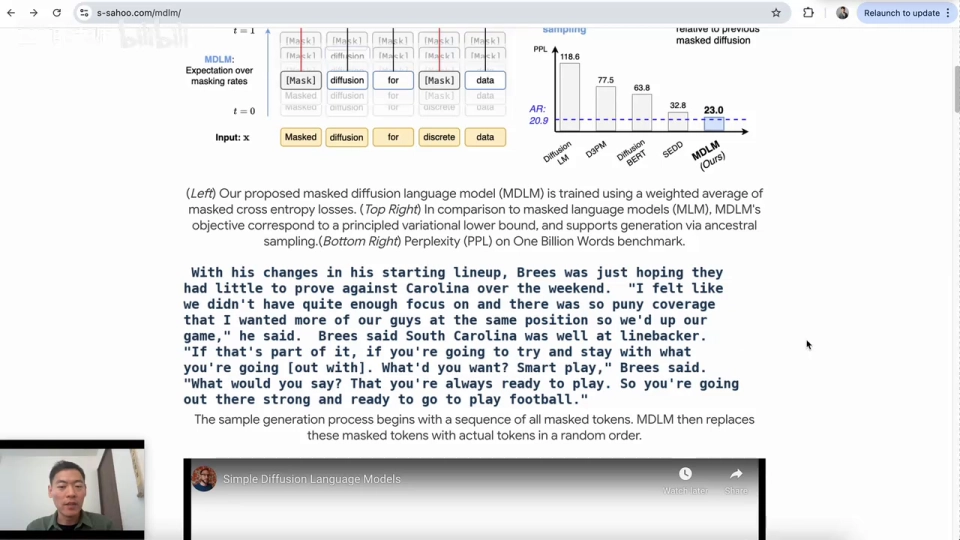 s-sahoo.com/mdlm/
Relaunch to update
t = 1
MDLM:
Expectation over
masking rates
t = 0
Input: x
[Mask] [Mask] [Mask] [Mask] [Mask]
[Mask] diffusion [Mask] [Mask] [Mask]
[Mask] diffusion for [Mask] data
Masked diffusion for [Mask] data
Masked diffusion for discrete data
Masked diffusion for discrete data
sampling
relative to previous
masked diffusion
PPL
118.6
77.5
63.8
32.8
23.0
AR:
20.9
Diffusion
LM
D3PM
Diffusion
BERT
SEDD
MDLM
(Ours)
(Left) Our proposed masked diffusion language model (MDLM) is trained using a weighted average of
masked cross entropy losses. (Top Right) In comparison to masked language models (MLM), MDLM's
objective correspond to a principled variational lower bound, and supports generation via ancestral
sampling.(Bottom Right) Perplexity (PPL) on One Billion Words benchmark.
With his changes in his starting lineup, Brees was just hoping they
had little to prove against Carolina over the weekend. "I felt like
we didn't have quite enough focus on and there was so puny coverage
that I wanted more of our guys at the same position so we'd up our
game," he said. Brees said South Carolina was well at linebacker.
"If that's part of it, if you're going to try and stay with what
you're going [out with]. What'd you want? Smart play," Brees said.
"What would you say? That you're always ready to play. So you're going
out there strong and ready to go to play football."
The sample generation process begins with a sequence of all masked tokens. MDLM then replaces
these masked tokens with actual tokens in a random order.
Simple Diffusion Language Models
Watch later
Share